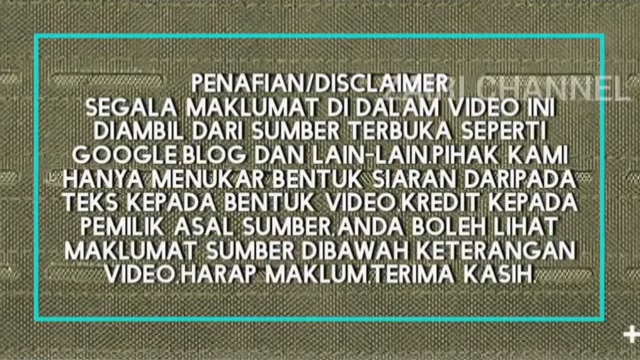 PENAFIAN/DISCLAIMER
SEGALA MAKLUMAT DI DALAM VIDEO INI
DIAMBIL DARI SUMBER TERBUKA SEPERTI
GOOGLE.BLOG DAN LAIN-LAIN.PIHAK KAMI
HANYA MENUKAR BENTUK SIARAN DARIPADA
TEKS KEPADA BENTUK VIDEO.KREDIT KEPADA
PEMILIK ASAL SUMBER.ANDA BOLEH LIHAT
MAKLUMAT SUMBER DIBAWAH KETERANGAN
VIDEO.HARAP MAKLUM.TERIMA KASIH.
CHANNEL